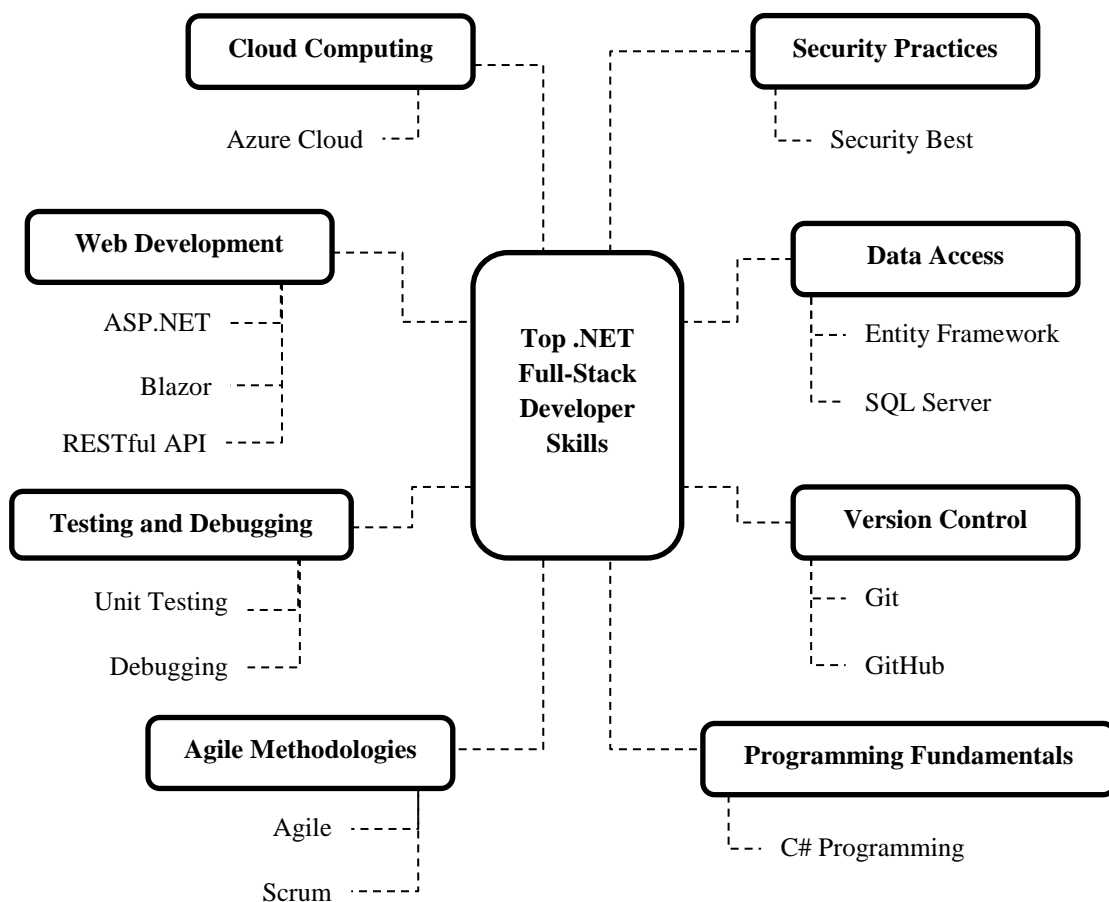 Cloud Computing
Azure Cloud
Security Practices
Security Best
Web Development
ASP.NET
Blazor
RESTful API
Top .NET
Full-Stack
Developer
Skills
Data Access
Entity Framework
SQL Server
Testing and Debugging
Unit Testing
Debugging
Version Control
Git
GitHub
Agile Methodologies
Agile
Scrum
Programming Fundamentals
C# Programming